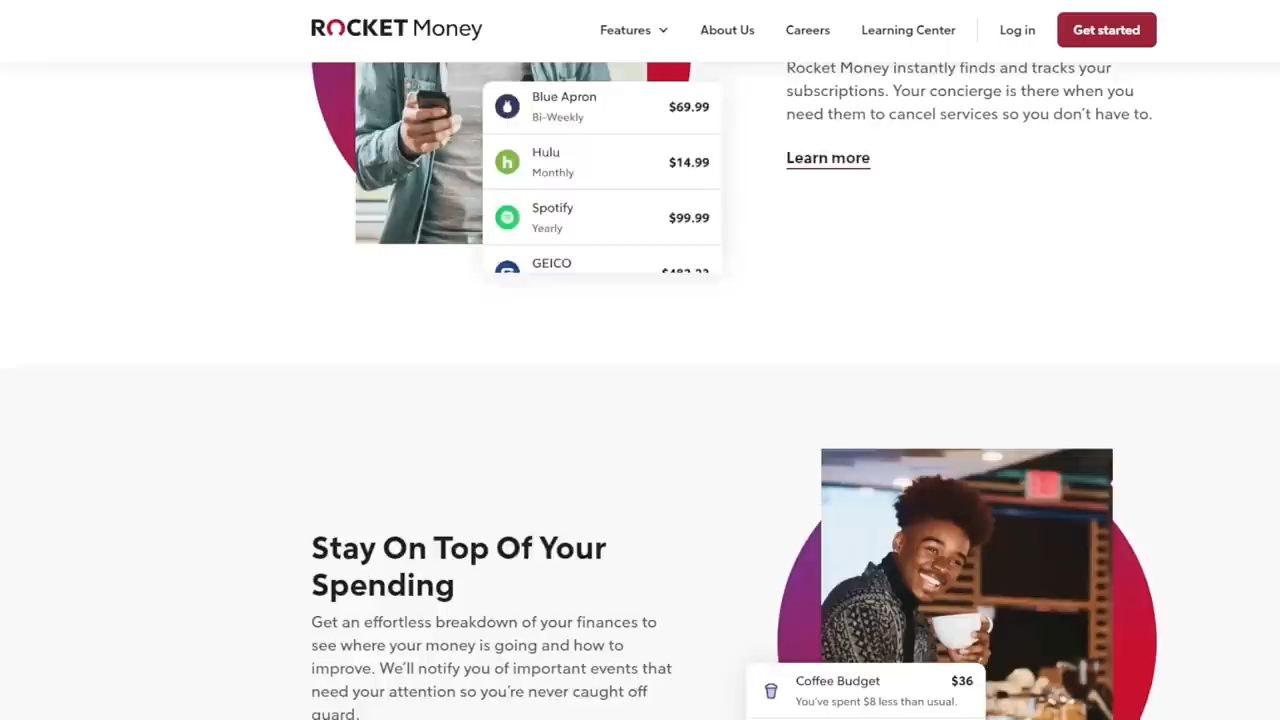 ROCKET Money
Features
About Us
Careers
Learning Center
Log in
Get started
Rocket Money instantly finds and tracks your
subscriptions. Your concierge is there when you
need them to cancel services so you don't have to.
Learn more
Blue Apron
Bi-Weekly
$69.99
Hulu
Monthly
$14.99
Spotify
Yearly
$99.99
GEICO
Stay On Top Of Your
Spending
Get an effortless breakdown of your finances to
see where your money is going and how to
improve. We'll notify you of important events that
need your attention so you're never caught off
guard.
Coffee Budget
$36
You've spent $8 less than usual.